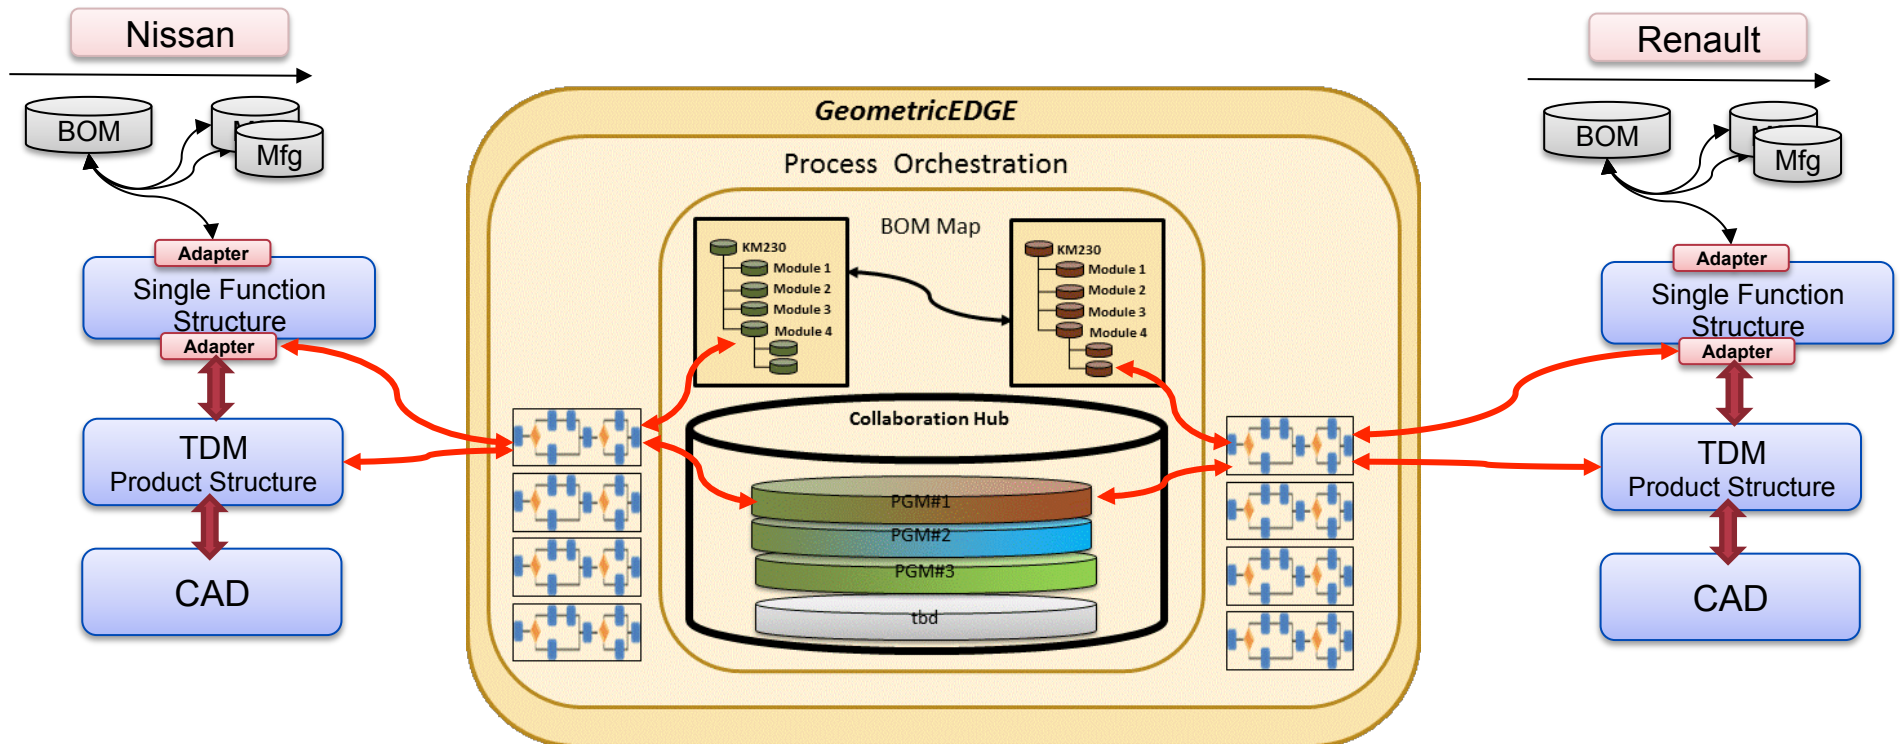 Nissan
BOM
Mfg
Adapter
Single Function
Structure
Adapter
TDM
Product Structure
CAD
GeometricEDGE
Process Orchestration
BOM Map
KM230
Module 1
Module 2
Module 3
Module 4
KM230
Module 1
Module 2
Module 3
Module 4
Collaboration Hub
PGM#1
PGM#2
PGM#3
tbd
Renault
BOM
Mfg
Adapter
Single Function
Structure
Adapter
TDM
Product Structure
CAD